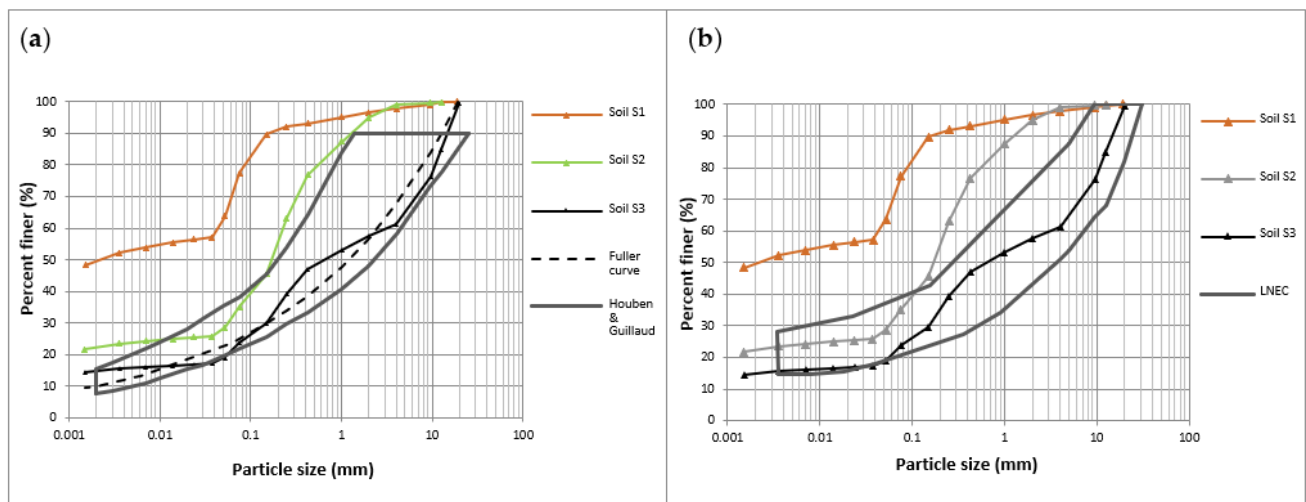 (a)
Percent finer (%)
100
90
80
70
60
50
40
30
20
10
0
0.001
0.01
0.1
1
10
100
Particle size (mm)
Soil S1
Soil S2
Soil S3
Fuller
curve
Houben
&
Guillaud
(b)
Percent finer (%)
100
90
80
70
60
50
40
30
20
10
0
0.001
0.01
0.1
1
10
100
Particle size (mm)
Soil S1
Soil S2
Soil S3
LNEC